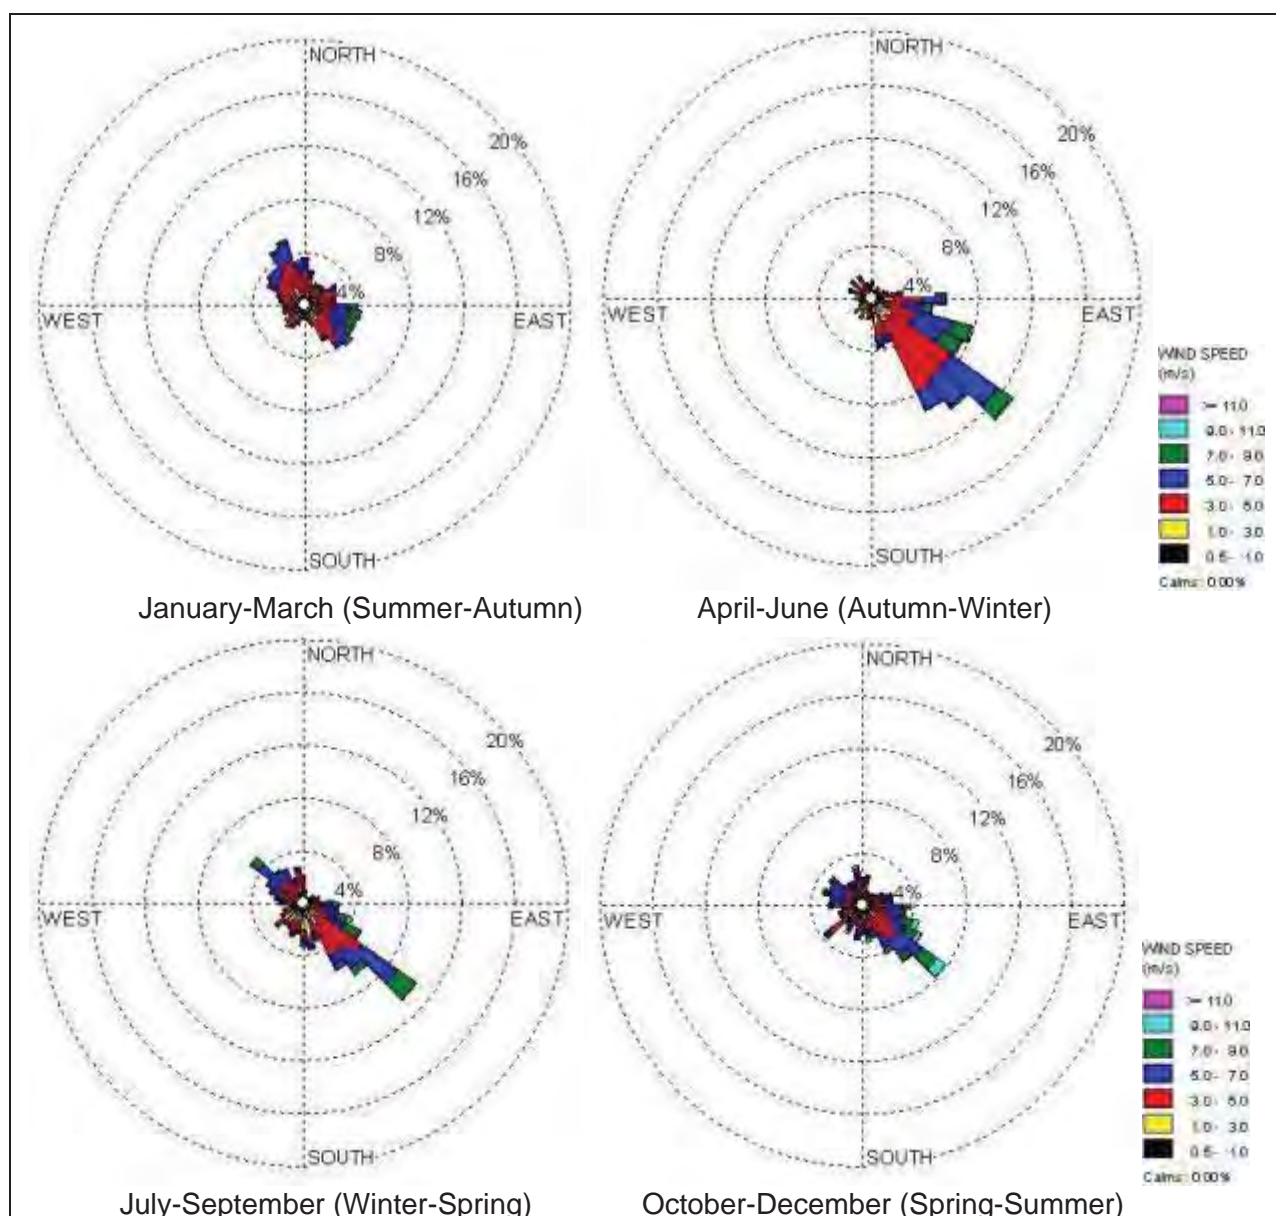 NORTH
20%
16%
12%
8%
4%
WEST
EAST
SOUTH
January-March (Summer-Autumn)
NORTH
20%
16%
12%
8%
4%
WEST
EAST
SOUTH
April-June (Autumn-Winter)
WIND SPEED
(m/s)
>= 11.0
9.0 - 11.0
7.0 - 9.0
5.0 - 7.0
3.0 - 5.0
1.0 - 3.0
0.5 - 1.0
Calms: 0.00%
NORTH
20%
16%
12%
8%
4%
WEST
EAST
SOUTH
July-September (Winter-Spring)
NORTH
20%
16%
12%
8%
4%
WEST
EAST
SOUTH
October-December (Spring-Summer)
WIND SPEED
(m/s)
>= 11.0
9.0 - 11.0
7.0 - 9.0
5.0 - 7.0
3.0 - 5.0
1.0 - 3.0
0.5 - 1.0
Calms: 0.00%